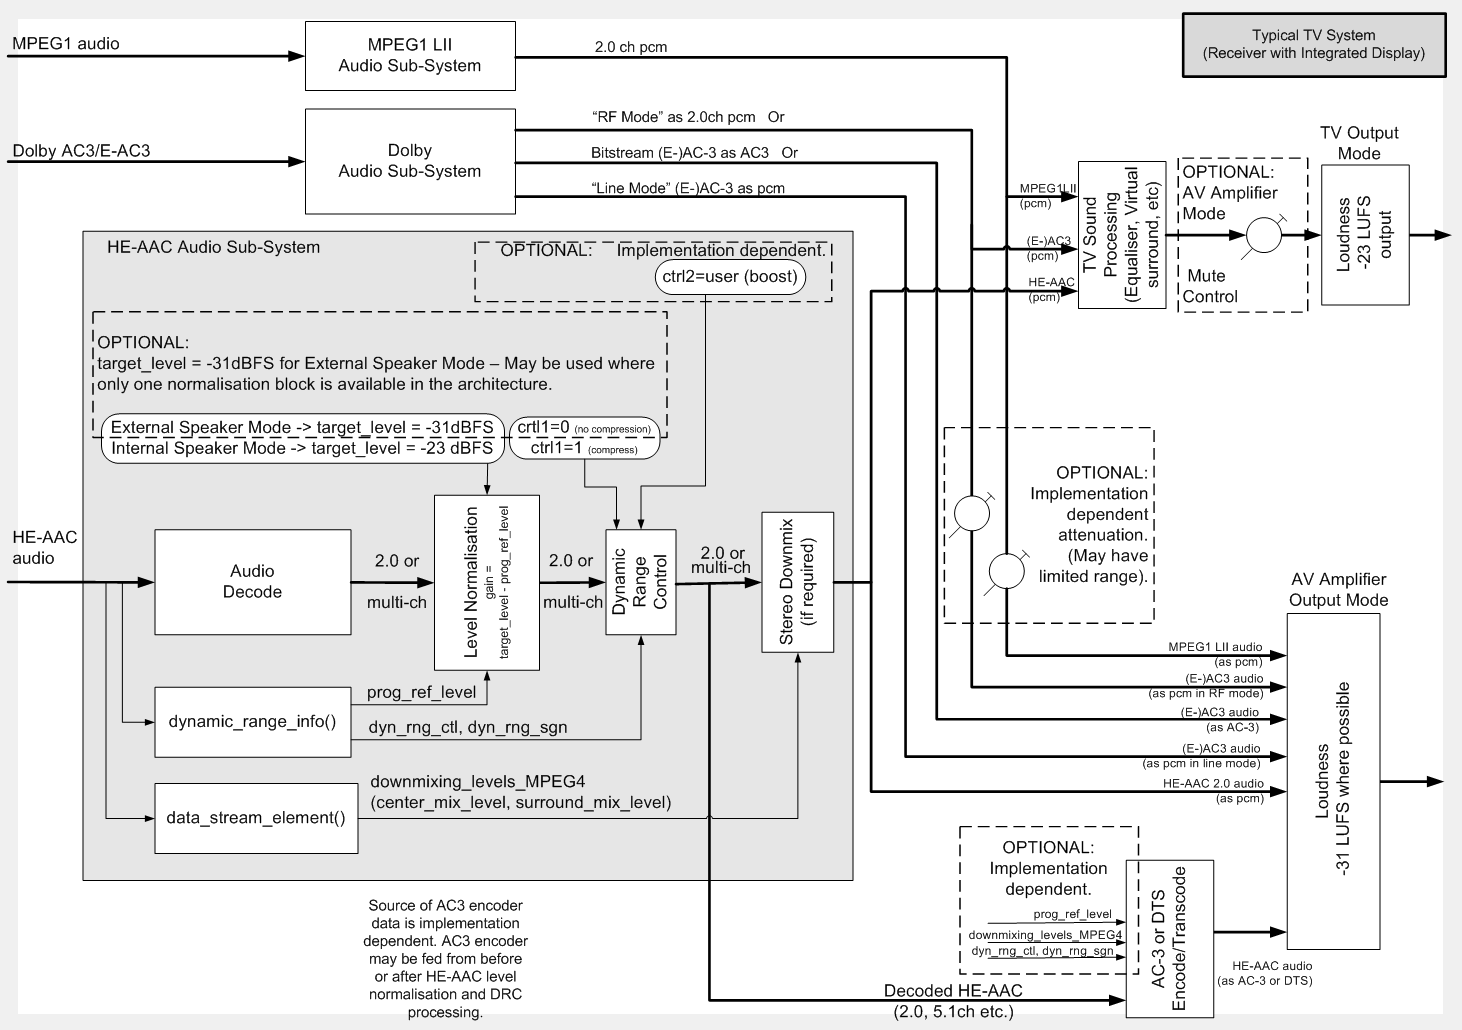 MPEG1 audio
MPEG1 LII
Audio Sub-System
2.0 ch pcm
Typical TV System
(Receiver with Integrated Display)
Dolby AC3/E-AC3
Dolby
Audio Sub-System
“RF Mode” as 2.0ch pcm Or
Bitstream (E-)AC-3 as AC3 Or
“Line Mode” (E-)AC-3 as pcm
MPEG1LII
(pcm)
(E-)AC3
(pcm)
HE-AAC
(pcm)
TV Sound
Processing
(Equaliser, Virtual
surround, etc)
OPTIONAL:
AV Amplifier
Mode
Mute
Control
TV Output
Mode
Loudness
-23 LUFS
output
HE-AAC Audio Sub-System
OPTIONAL: Implementation dependent.
ctrl2=user (boost)
OPTIONAL:
target_level = -31dBFS for External Speaker Mode – May be used where
only one normalisation block is available in the architecture.
External Speaker Mode -> target_level = -31dBFS
Internal Speaker Mode -> target_level = -23 dBFS
crtl1=0 (no compression)
ctrl1=1 (compress)
HE-AAC
audio
Audio
Decode
2.0 or
multi-ch
Level Normalisation
gain =
target_level - prog_ref_level
2.0 or
multi-ch
Dynamic
Range
Control
2.0 or
multi-ch
Stereo Downmix
(if required)
OPTIONAL:
Implementation
dependent
attenuation.
(May have
limited range).
dynamic_range_info()
prog_ref_level
dyn_rng_ctl, dyn_rng_sgn
data_stream_element()
downmixing_levels_MPEG4
(center_mix_level, surround_mix_level)
AV Amplifier
Output Mode
MPEG1 LII audio
(as pcm)
(E-)AC3 audio
(as pcm in RF mode)
(E-)AC3 audio
(as AC-3)
(E-)AC3 audio
(as pcm in line mode)
HE-AAC 2.0 audio
(as pcm)
Loudness
-31 LUFS where possible
OPTIONAL:
Implementation
dependent.
prog_ref_level
downmixing_levels_MPEG4
dyn_rng_ctl, dyn_rng_sgn
AC-3 or DTS
Encode/Transcode
HE-AAC audio
(as AC-3 or DTS)
Decoded HE-AAC
(2.0, 5.1ch etc.)
Source of AC3 encoder
data is implementation
dependent. AC3 encoder
may be fed from before
or after HE-AAC level
normalisation and DRC
processing.